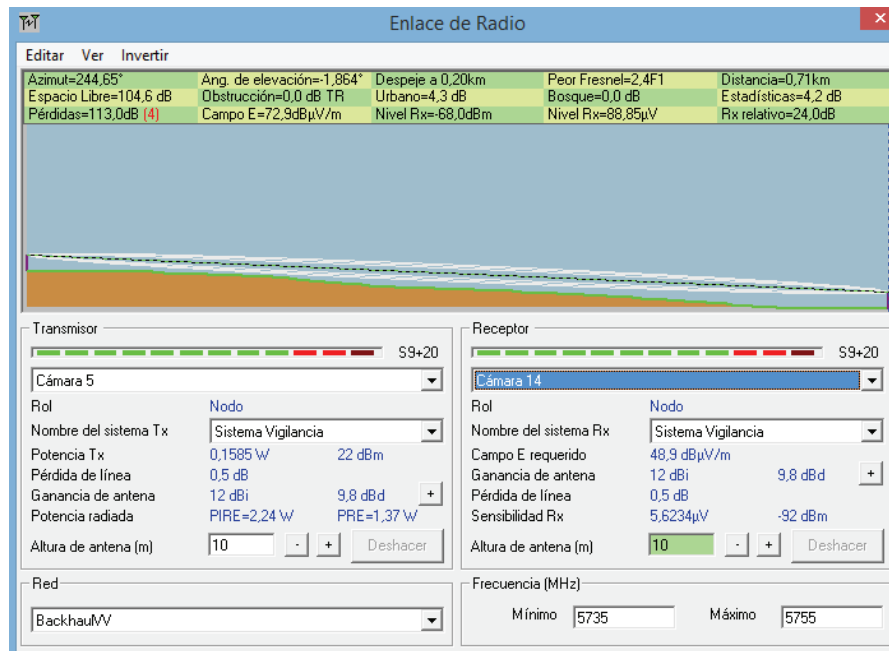 Enlace de Radio
Editar Ver Invertir
Azimut=244,65° Ang. de elevación=-1,864° Despeje a 0,20km Peor Fresnel=2,4F1 Distancia=0,71km
Espacio Libre=104,6 dB Obstrucción=0,0 dB TR Urbano=4,3 dB Bosque=0,0 dB Estadísticas=4,2 dB
Pérdidas=113,0dB (4) Campo E=72,9dBµV/m Nivel Rx=-68,0dBm Nivel Rx=88,85µV Rx relativo=24,0dB
Transmisor
S9+20
Cámara 5
Rol Nodo
Nombre del sistema Tx Sistema Vigilancia
Potencia Tx 0,1585 W 22 dBm
Pérdida de línea 0,5 dB
Ganancia de antena 12 dBi 9,8 dBd +
Potencia radiada PIRE=2,24 W PRE=1,37 W
Altura de antena (m) 10 - + Deshacer
Receptor
S9+20
Cámara 14
Rol Nodo
Nombre del sistema Rx Sistema Vigilancia
Campo E requerido 48,9 dBµV/m
Ganancia de antena 12 dBi 9,8 dBd +
Pérdida de línea 0,5 dB
Sensibilidad Rx 5,6234µV -92 dBm
Altura de antena (m) 10 - + Deshacer
Red
BackhaulVV
Frecuencia (MHz)
Mínimo 5735 Máximo 5755